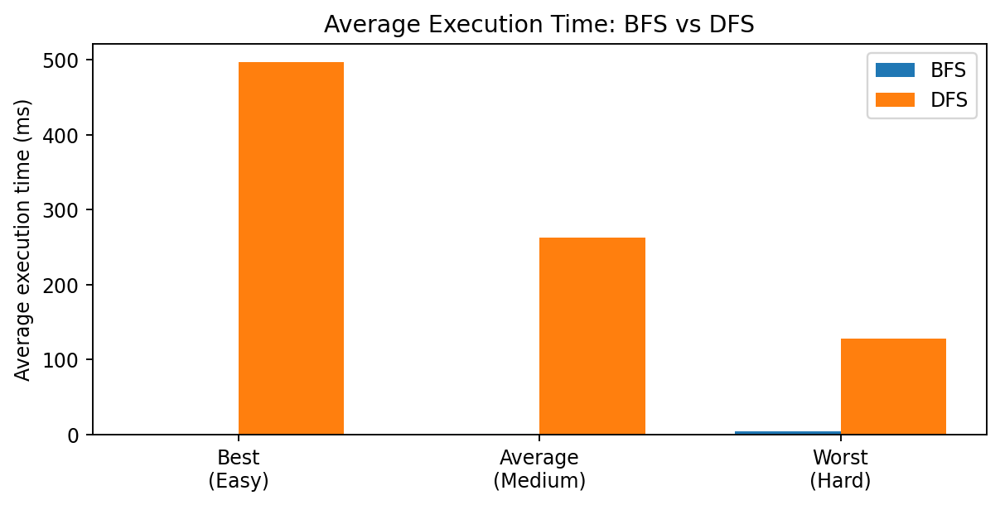 Average Execution Time: BFS vs DFS
BFS
DFS
Average execution time (ms)
500
400
300
200
100
0
Best
(Easy)
Average
(Medium)
Worst
(Hard)